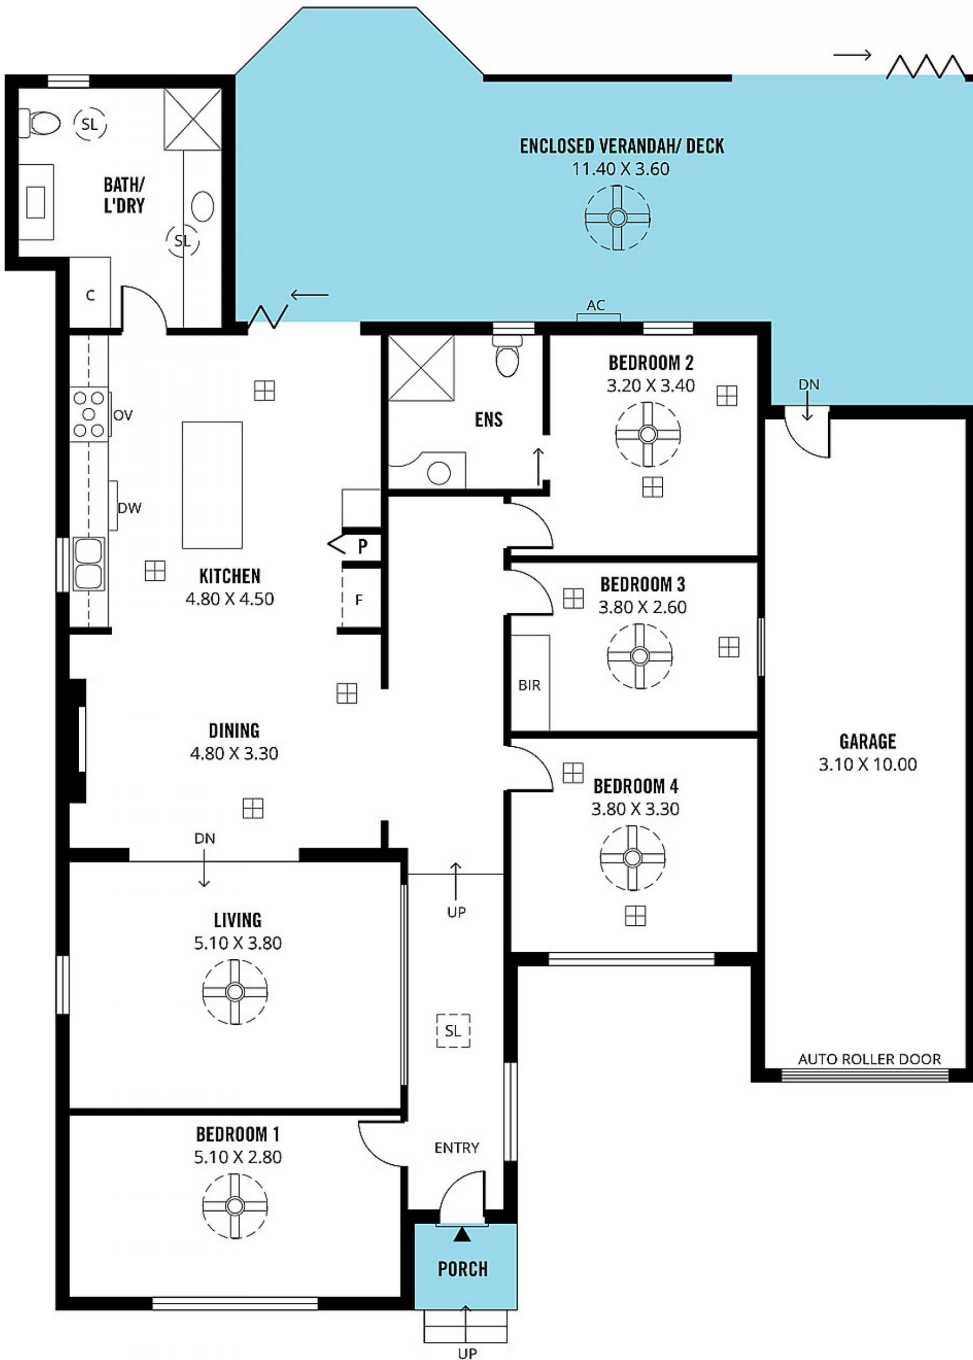 SL
BATH/
L'DRY
SL
C
ENCLOSED VERANDAH/ DECK
11.40 X 3.60
AC
OV
DW
KITCHEN
4.80 X 4.50
P
F
ENS
BEDROOM 2
3.20 X 3.40
DN
BEDROOM 3
3.80 X 2.60
BIR
DINING
4.80 X 3.30
DN
BEDROOM 4
3.80 X 3.30
GARAGE
3.10 X 10.00
LIVING
5.10 X 3.80
UP
SL
AUTO ROLLER DOOR
BEDROOM 1
5.10 X 2.80
ENTRY
PORCH
UP